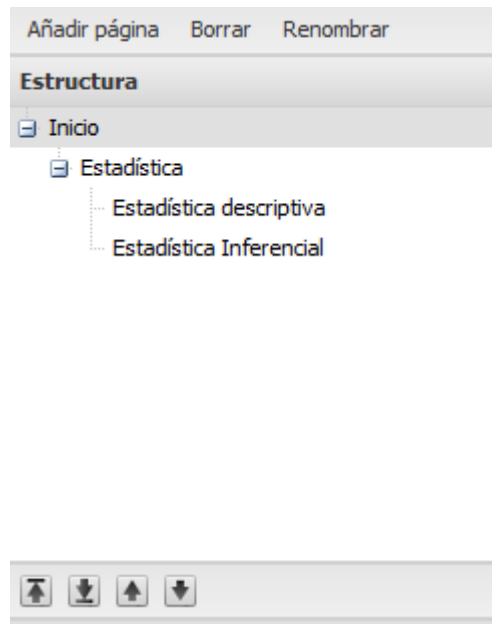 Añadir página Borrar Renombrar
Estructura
Inicio
Estadística
Estadística descriptiva
Estadística Inferencial